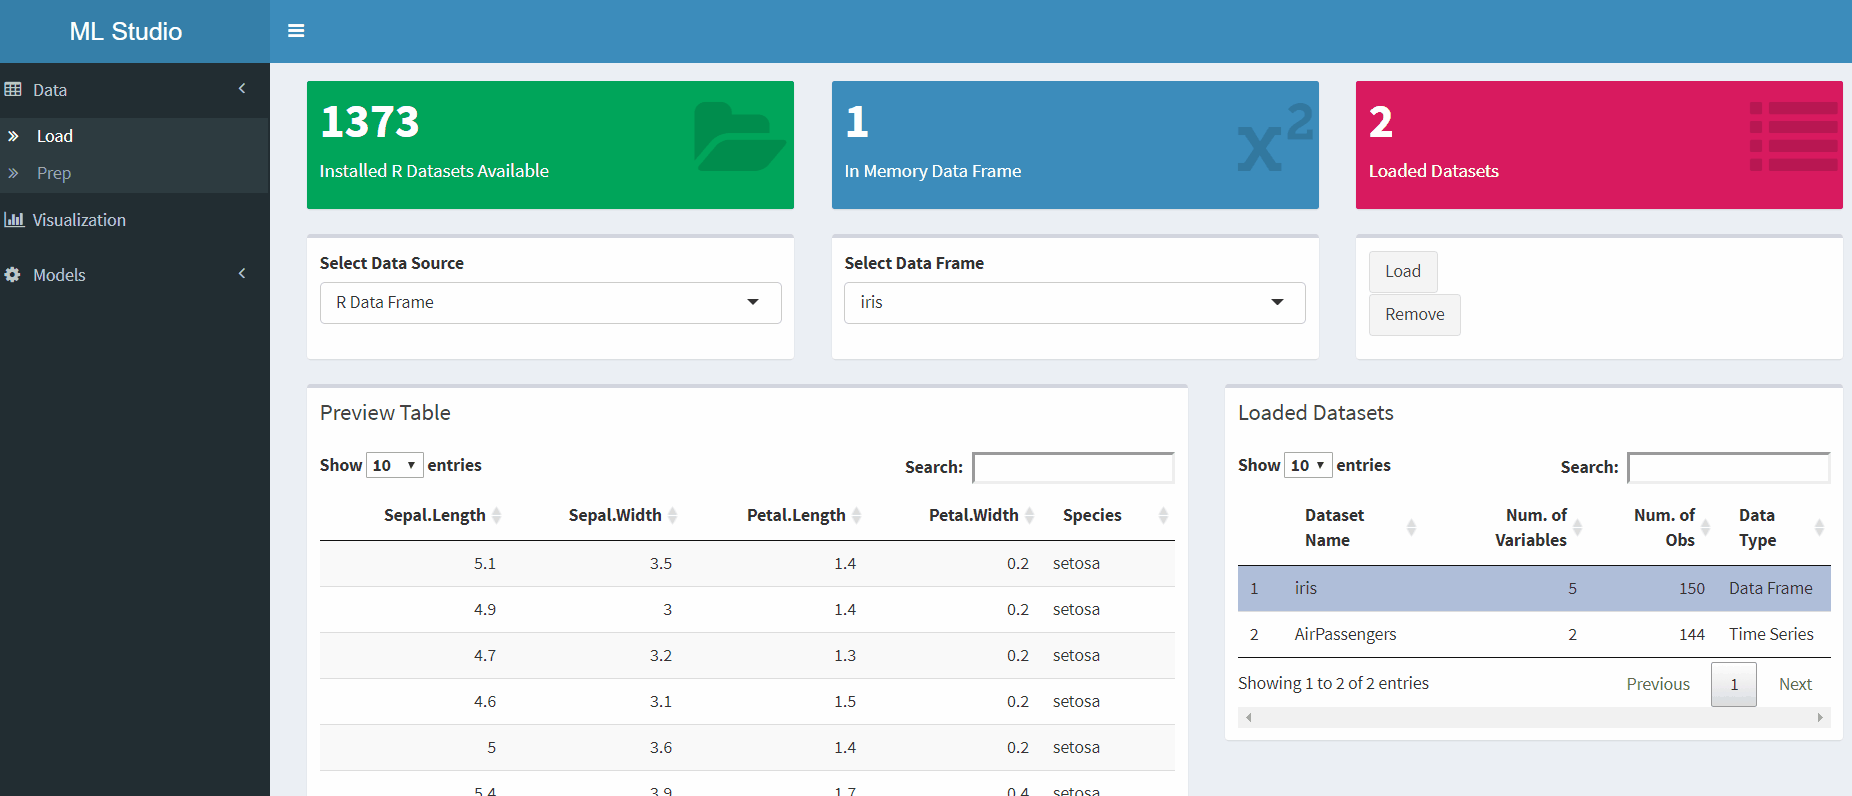 ML Studio
Data
Load
Prep
Visualization
Models
1373
Installed R Datasets Available
1
In Memory Data Frame
x²
2
Loaded Datasets
Select Data Source
R Data Frame
Select Data Frame
iris
Load
Remove
Preview Table
Show 10 entries
Search:
Sepal.Length Sepal.Width Petal.Length Petal.Width Species
5.1 3.5 1.4 0.2 setosa
4.9 3 1.4 0.2 setosa
4.7 3.2 1.3 0.2 setosa
4.6 3.1 1.5 0.2 setosa
5 3.6 1.4 0.2 setosa
5.4 3.9 1.7 0.4 setosa
Loaded Datasets
Show 10 entries
Search:
Dataset Name Num. of Variables Num. of Obs Data Type
1 iris 5 150 Data Frame
2 AirPassengers 2 144 Time Series
Showing 1 to 2 of 2 entries
Previous 1 Next